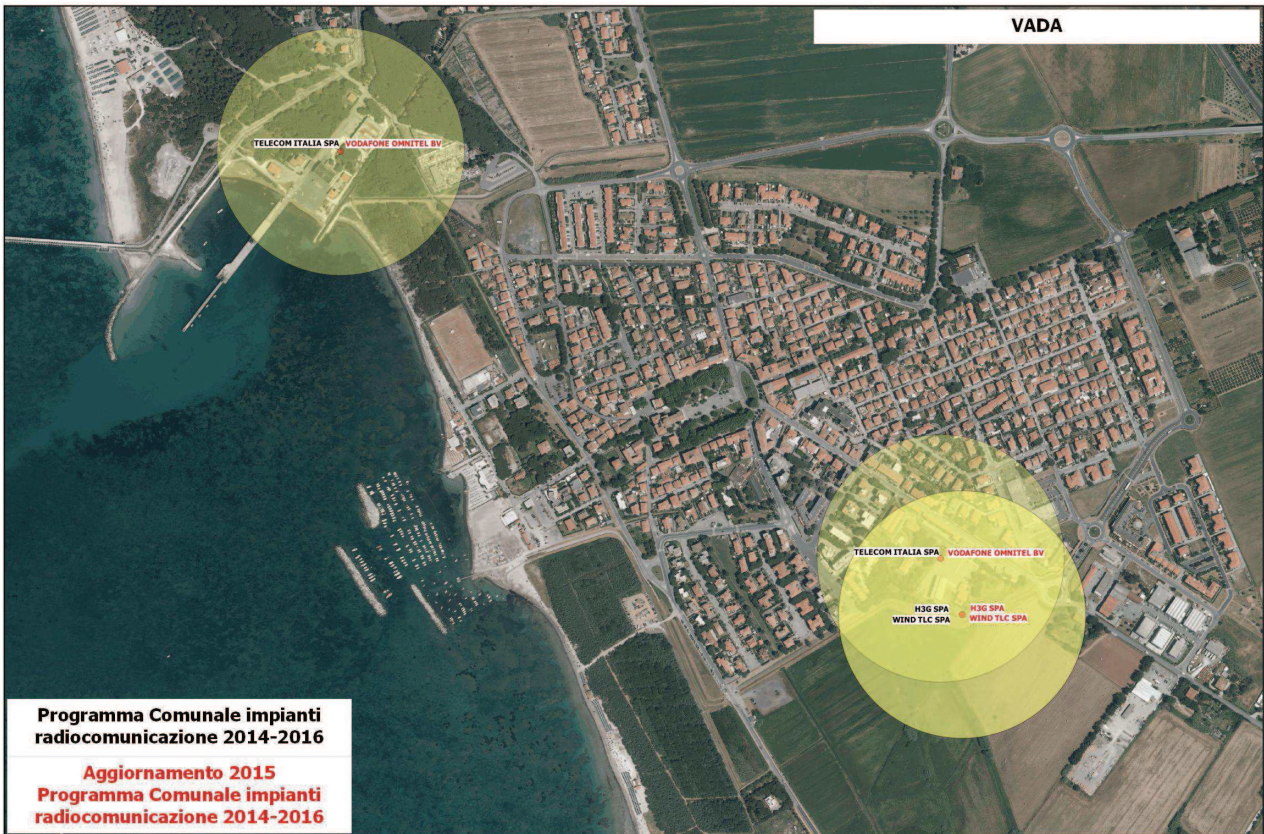 VADA
TELECOM ITALIA SPA VODAFONE OMNITEL BV
TELECOM ITALIA SPA VODAFONE OMNITEL BV
H3G SPA H3G SPA
WIND TLC SPA WIND TLC SPA
Programma Comunale impianti
radiocomunicazione 2014-2016
Aggiornamento 2015
Programma Comunale impianti
radiocomunicazione 2014-2016